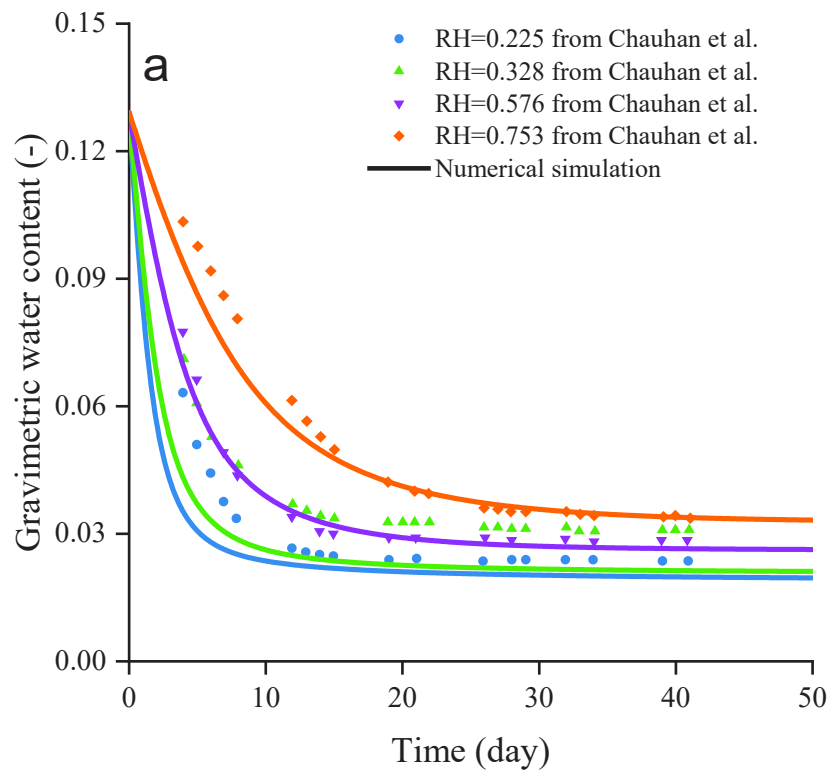 a
RH=0.225 from Chauhan et al.
RH=0.328 from Chauhan et al.
RH=0.576 from Chauhan et al.
RH=0.753 from Chauhan et al.
Numerical simulation
Gravimetric water content (-)
0.15
0.12
0.09
0.06
0.03
0.00
0 10 20 30 40 50
Time (day)